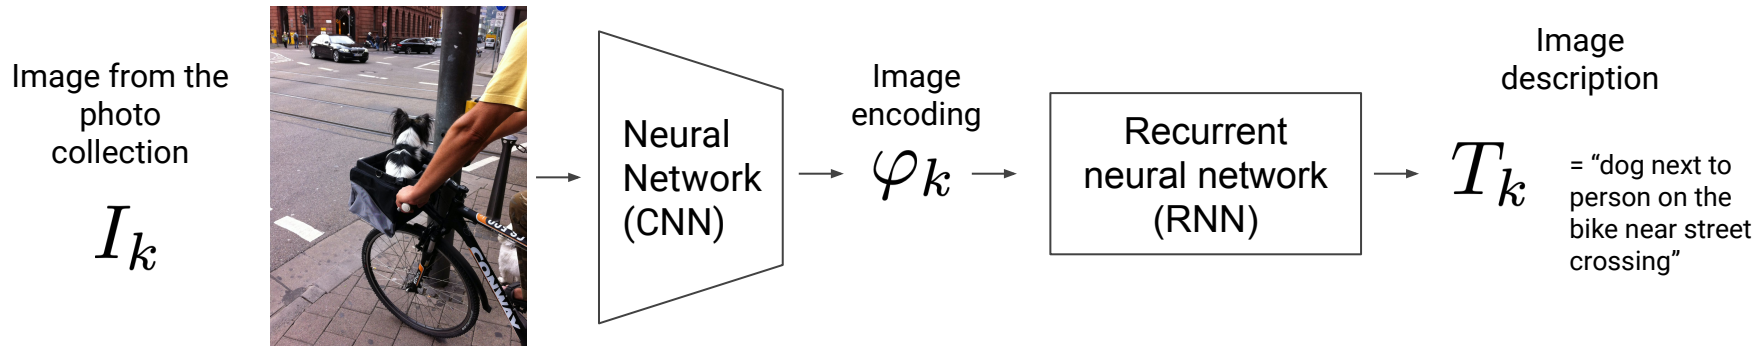 Image from the
photo
collection
I_k
Neural
Network
(CNN)
Image
encoding
φ_k
Recurrent
neural network
(RNN)
Image
description
T_k
= “dog next to
person on the
bike near street
crossing”
CONWAY